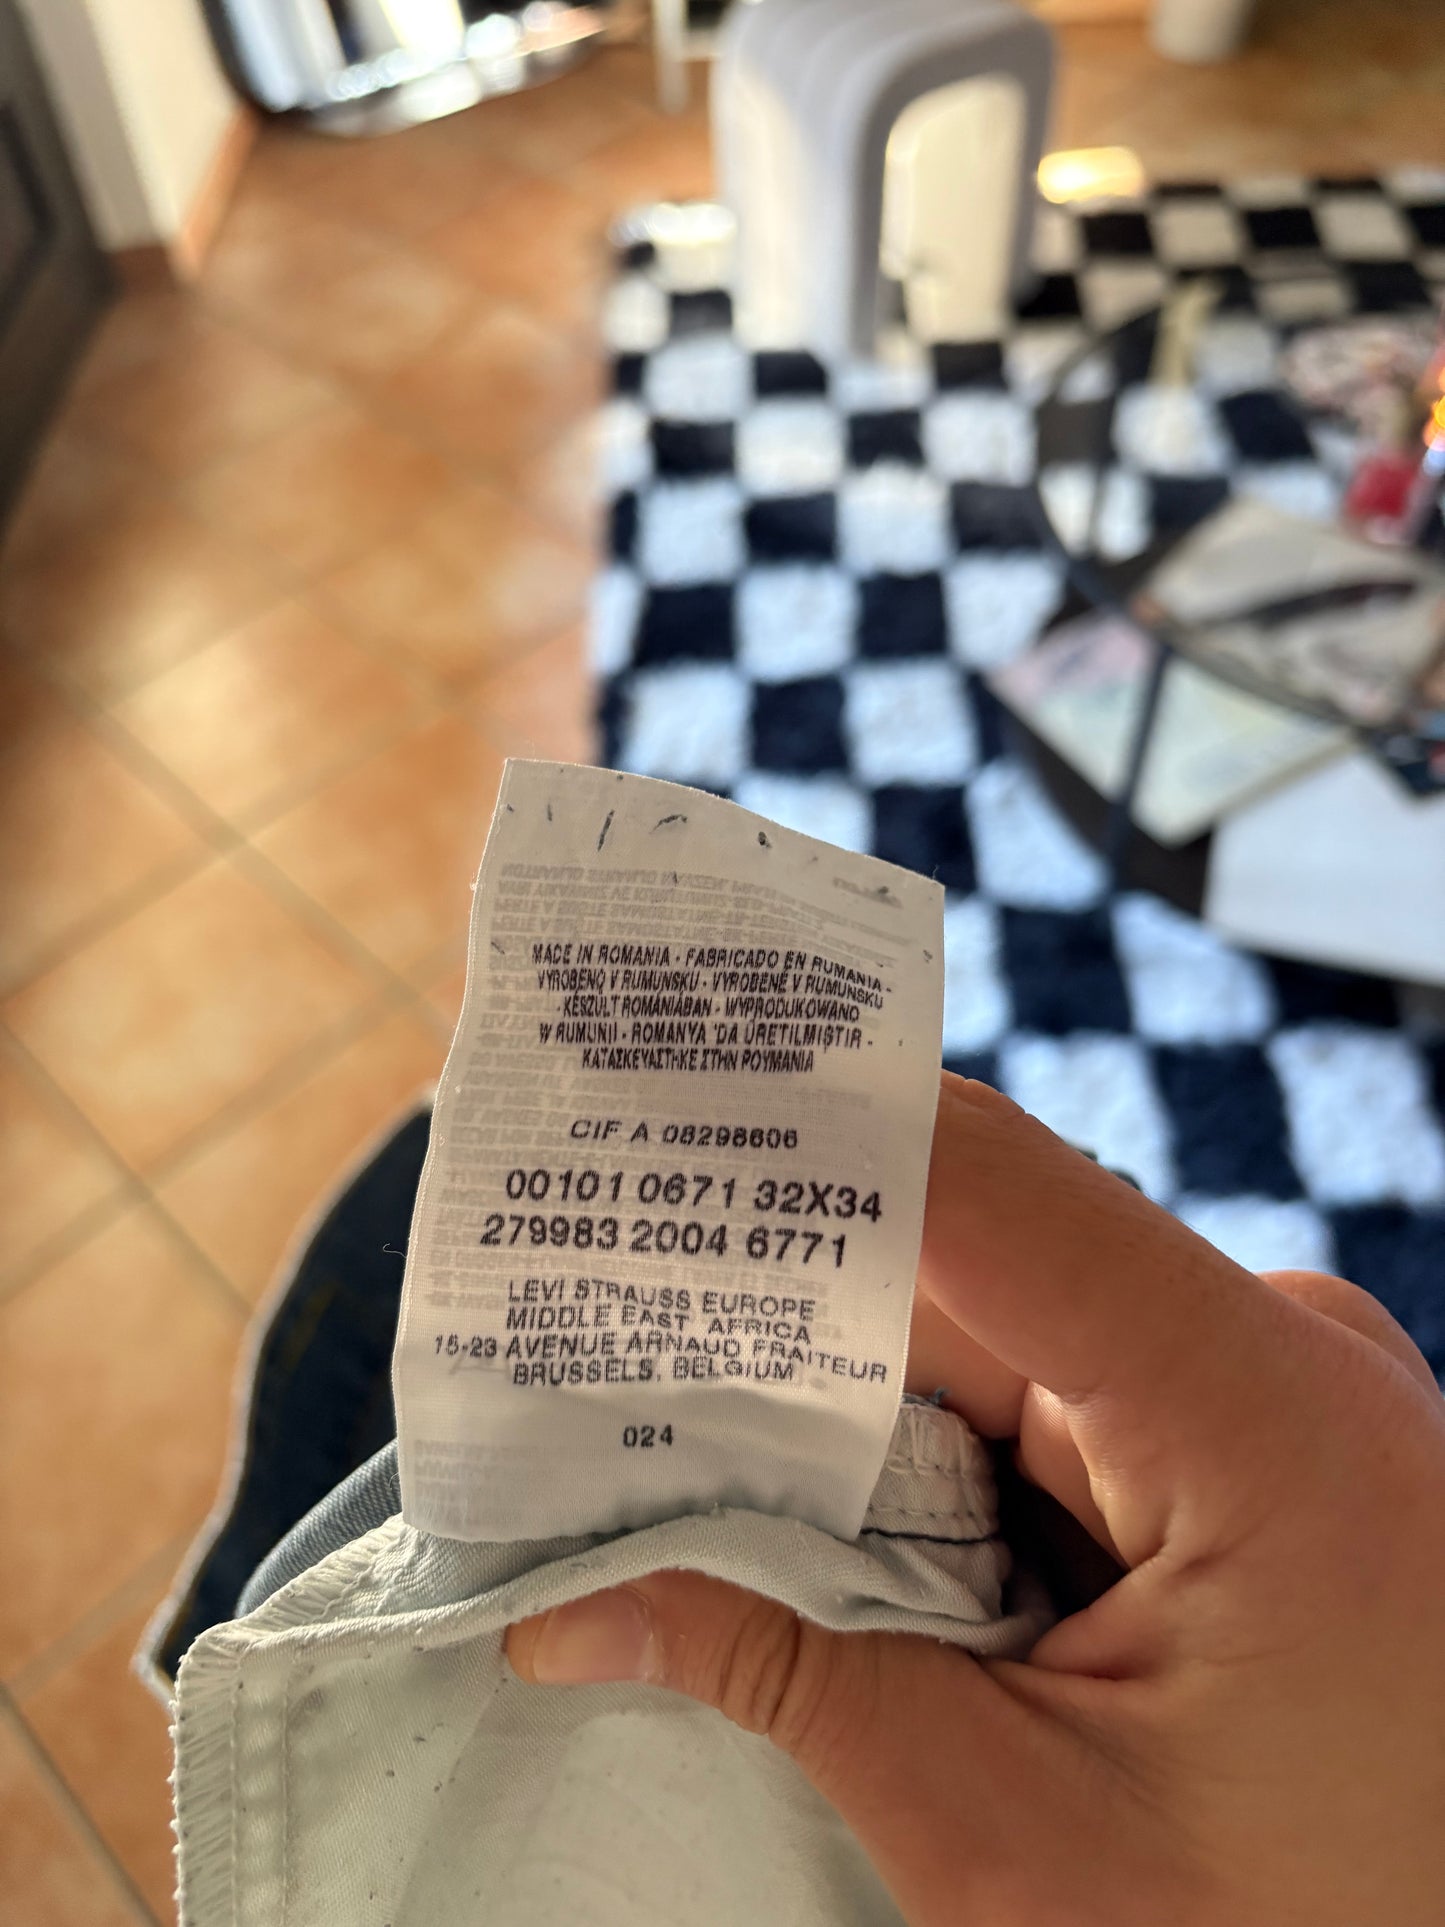 MADE IN ROMANIA - FABRICADO EN RUMANIA -
VYROBENO V RUMUNSKU - VYROBENÉ V RUMUNSKU
- KÉSZULT ROMÁNIÁBAN - WYPRODUKOWANO
W RUMUNII - ROMANYA 'DA ÜRETILMIŞTIR -
ΚΑΤΑΣΚΕΥΑΣΤΗΚΕ ΣΤΗΝ ΡΟΥΜΑΝΙΑ
CIF A 08298606
00101 0671 32X34
279983 2004 6771
LEVI STRAUSS EUROPE
MIDDLE EAST AFRICA
15-23 AVENUE ARNAUD FRAITEUR
BRUSSELS, BELGIUM
024